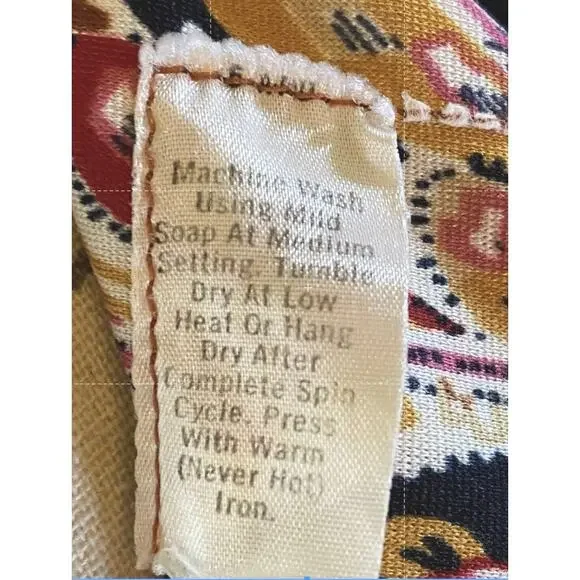 Machine Wash
Using Mild
Soap At Medium
Setting. Tumble
Dry At Low
Heat Or Hang
Dry After
Complete Spin
Cycle. Press
With Warm
(Never Hot)
Iron.